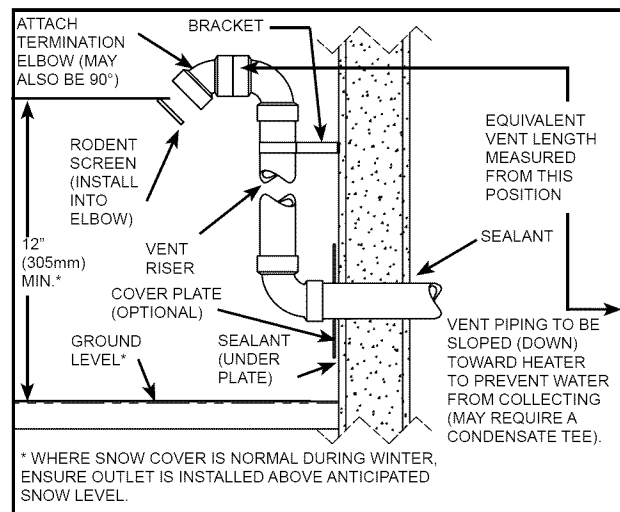 ATTACH
TERMINATION
ELBOW (MAY
ALSO BE 90°)
BRACKET
RODENT
SCREEN
(INSTALL
INTO
ELBOW)
EQUIVALENT
VENT LENGTH
MEASURED
FROM THIS
POSITION
12"
(305mm)
MIN.*
VENT
RISER
SEALANT
COVER PLATE
(OPTIONAL)
GROUND
LEVEL*
SEALANT
(UNDER
PLATE)
VENT PIPING TO BE
SLOPED (DOWN)
TOWARD HEATER
TO PREVENT WATER
FROM COLLECTING
(MAY REQUIRE A
CONDENSATE TEE).
* WHERE SNOW COVER IS NORMAL DURING WINTER,
ENSURE OUTLET IS INSTALLED ABOVE ANTICIPATED
SNOW LEVEL.